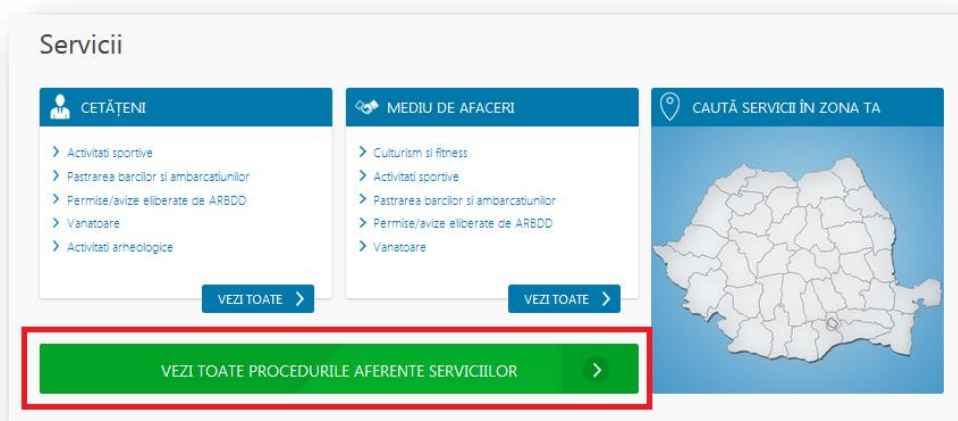 Servicii
CETĂȚENI
Activitati sportive
Pastrarea barcilor si ambarcatiunilor
Permise/avize eliberate de ARBDD
Vanatoare
Activitati arheologice
VEZI TOATE
MEDIU DE AFACERI
Culturism si fitness
Activitati sportive
Pastrarea barcilor si ambarcatiunilor
Permise/avize eliberate de ARBDD
Vanatoare
VEZI TOATE
CAUTĂ SERVICII ÎN ZONA TA
VEZI TOATE PROCEDURILE AFERENTE SERVICIILOR